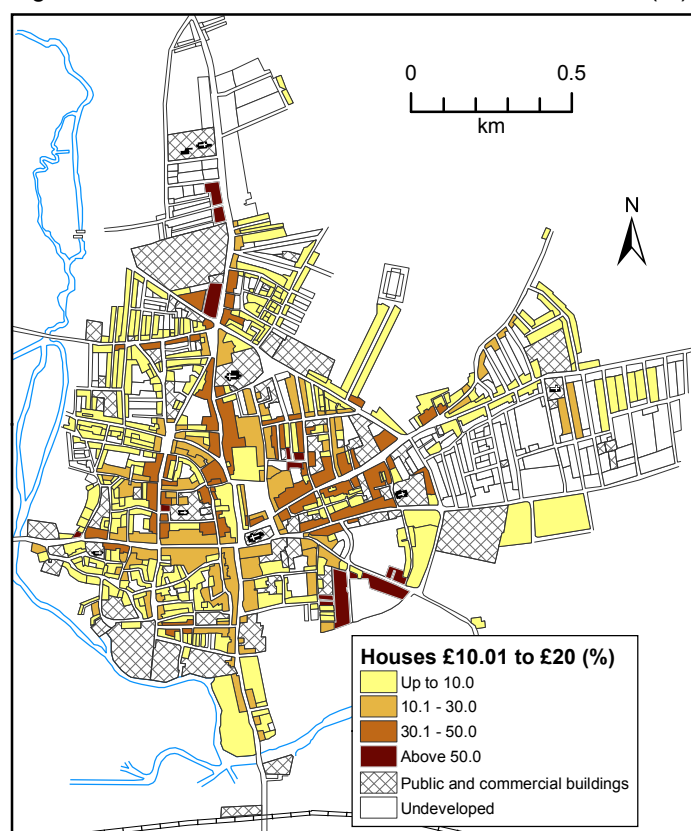 0 0.5
km
N
Houses £10.01 to £20 (%)
Up to 10.0
10.1 - 30.0
30.1 - 50.0
Above 50.0
Public and commercial buildings
Undeveloped